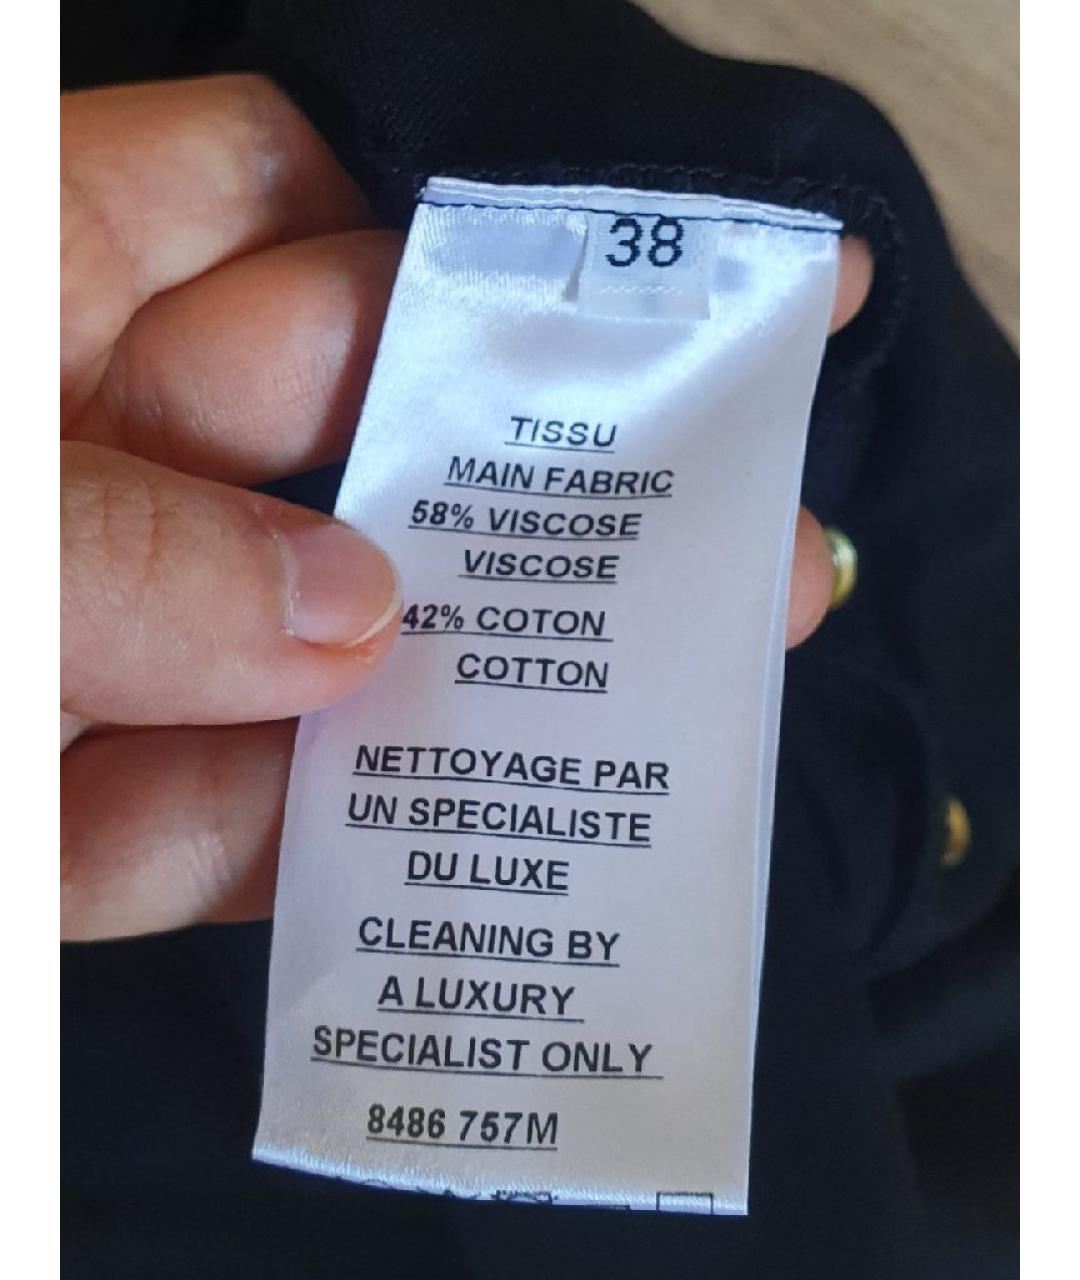 38
TISSU
MAIN FABRIC
58% VISCOSE
VISCOSE
42% COTON
COTTON
NETTOYAGE PAR
UN SPECIALISTE
DU LUXE
CLEANING BY
A LUXURY
SPECIALIST ONLY
8486 757M